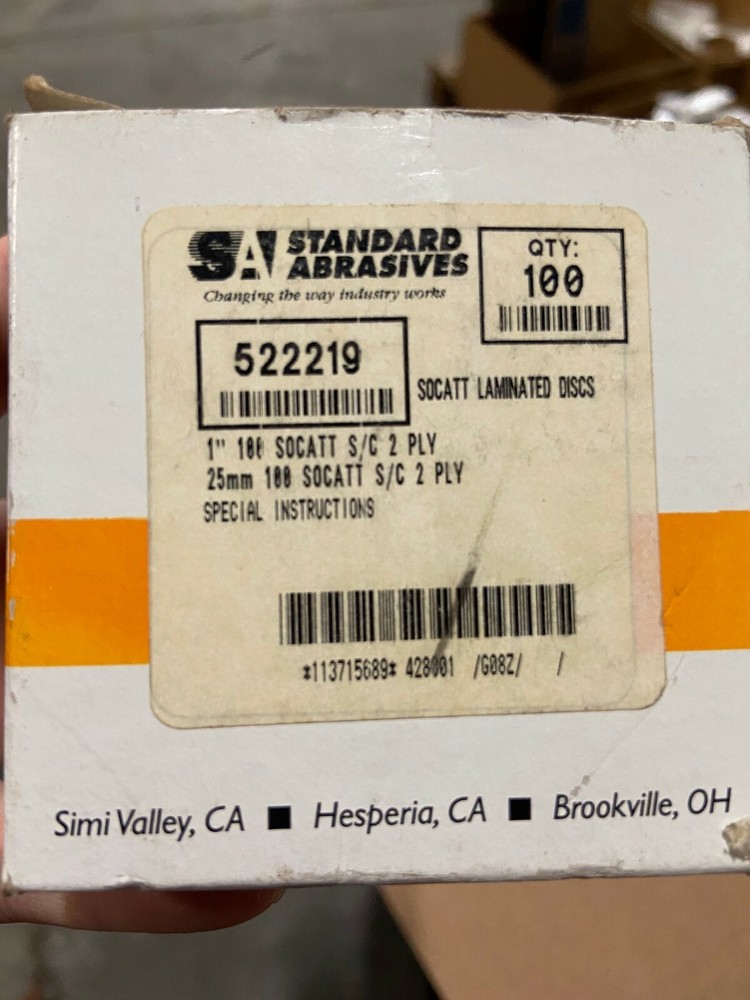 SA STANDARD ABRASIVES
Changing the way industry works
QTY:
100
522219
SOCATT LAMINATED DISCS
1" 100 SOCATT S/C 2 PLY
25mm 100 SOCATT S/C 2 PLY
SPECIAL INSTRUCTIONS
*113715689* 428001 /G08Z/ /
Simi Valley, CA ■ Hesperia, CA ■ Brookville, OH